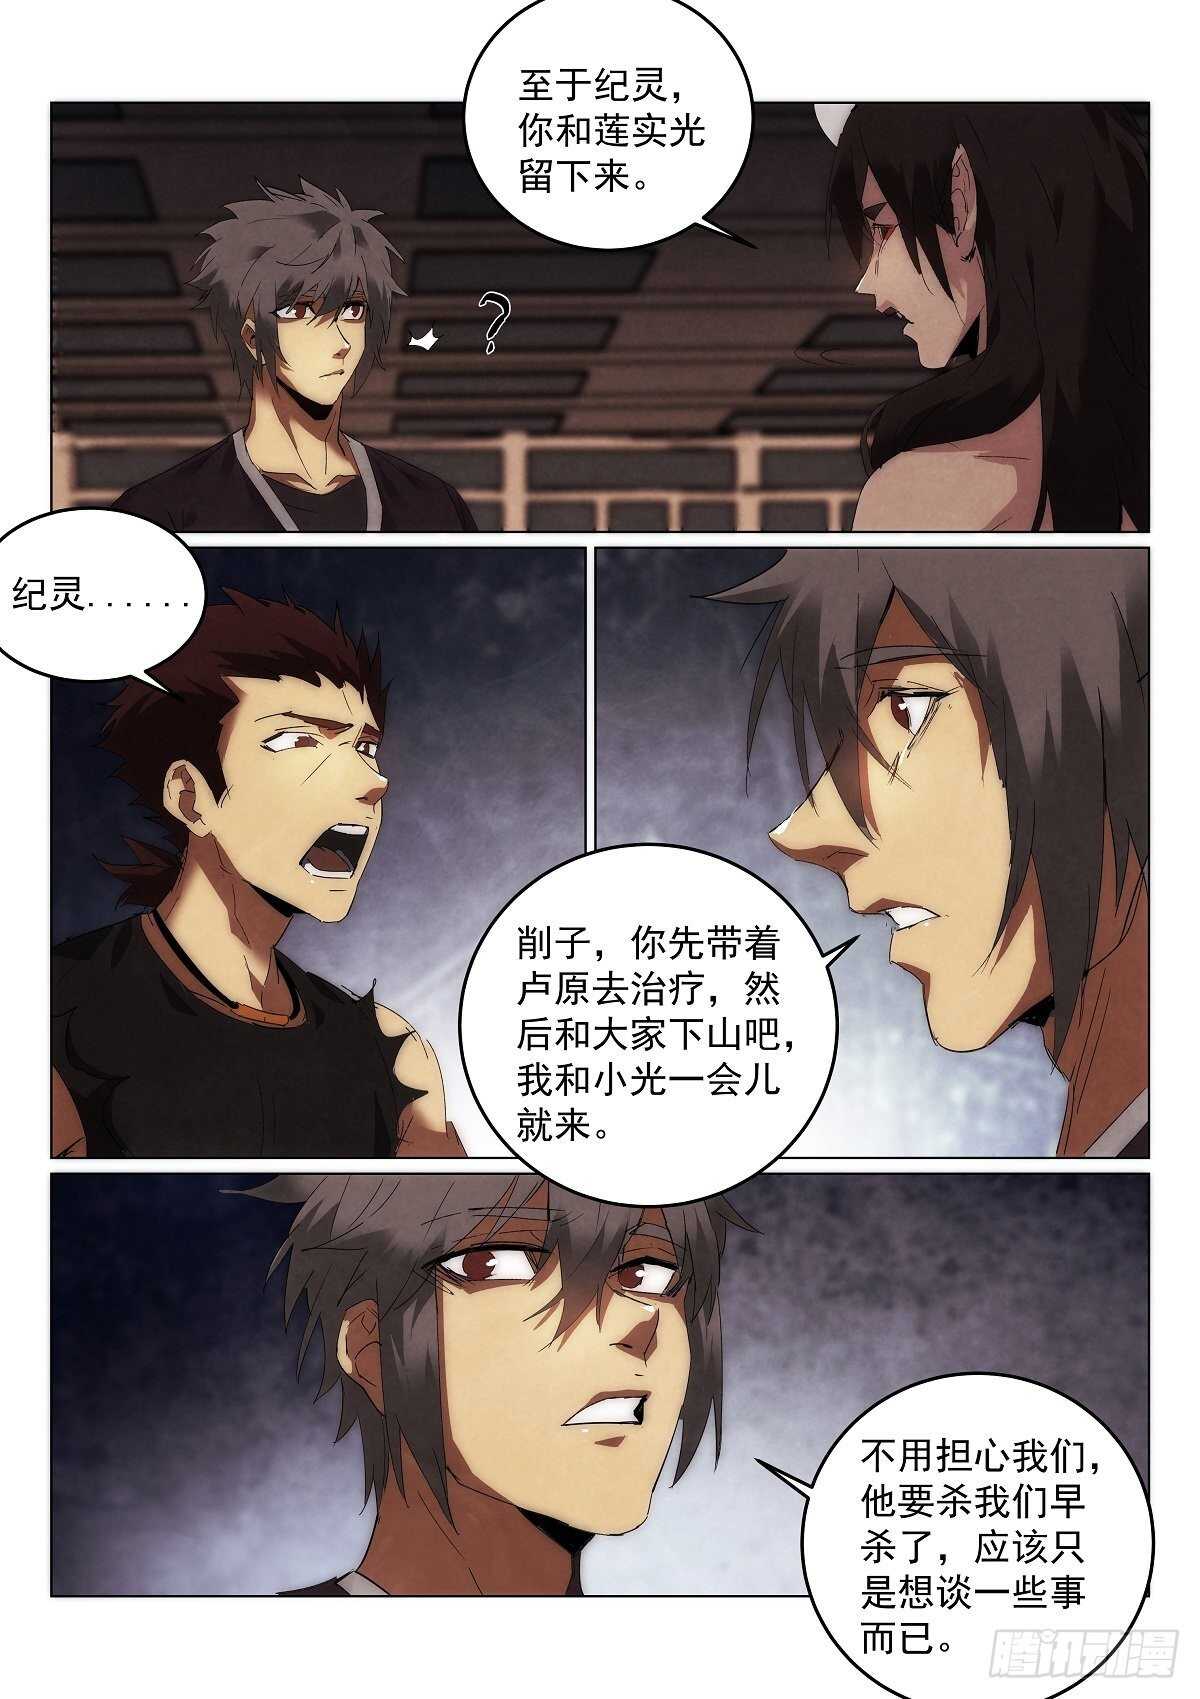 至于纪灵，
你和莲实光
留下来。
?
纪灵......
削子，你先带着
卢原去治疗，然
后和大家下山吧，
我和小光一会儿
就来。
不用担心我们，
他要杀我们早
杀了，应该只
是想谈一些事
而已。
腾讯动漫